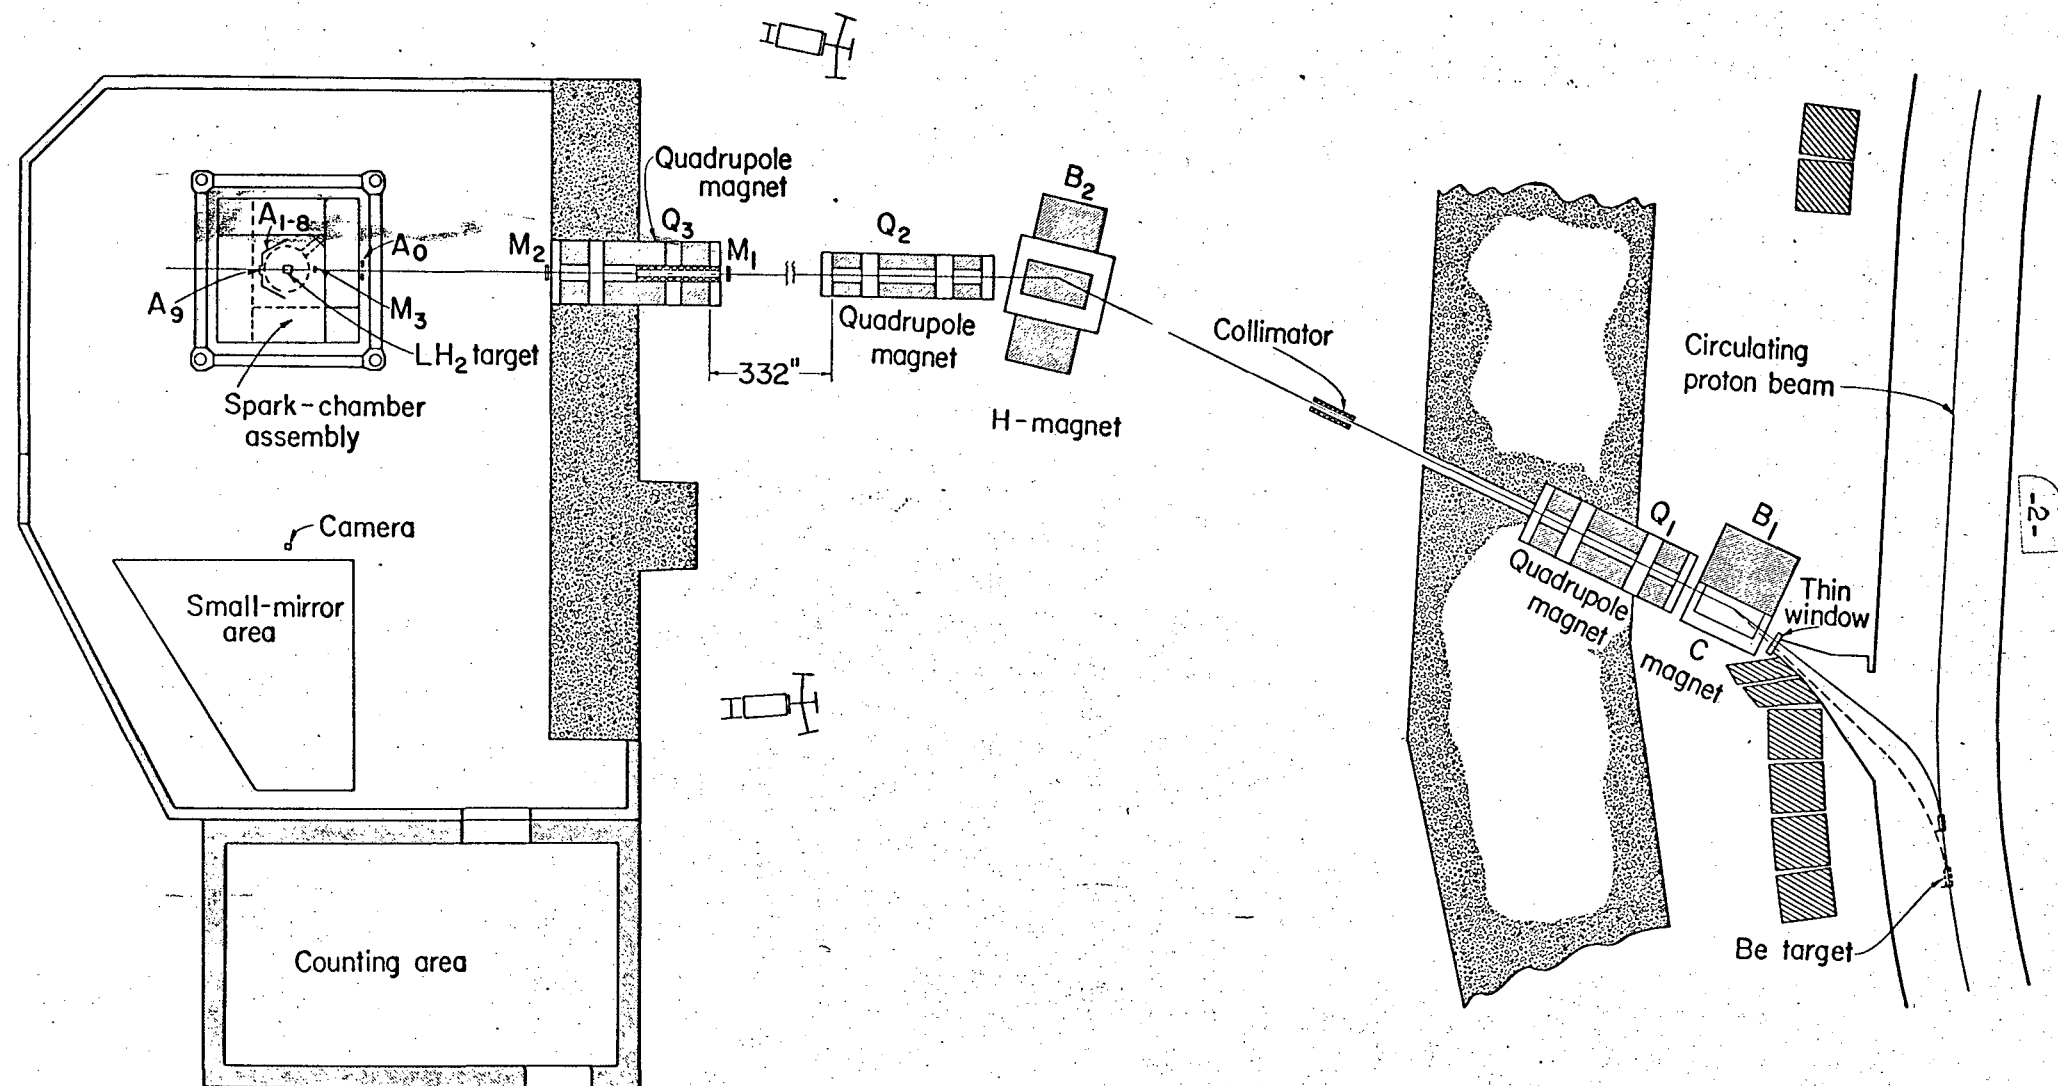 Quadrupole
magnet
Q3
M2
M1
A1-8
A0
A9
M3
LH2 target
Spark-chamber
assembly
332"
Q2
Quadrupole
magnet
B2
H-magnet
Collimator
Circulating
proton beam
-2-
Camera
Small-mirror
area
Q1
B1
Quadrupole
magnet
Thin
window
C
magnet
Counting area
Be target